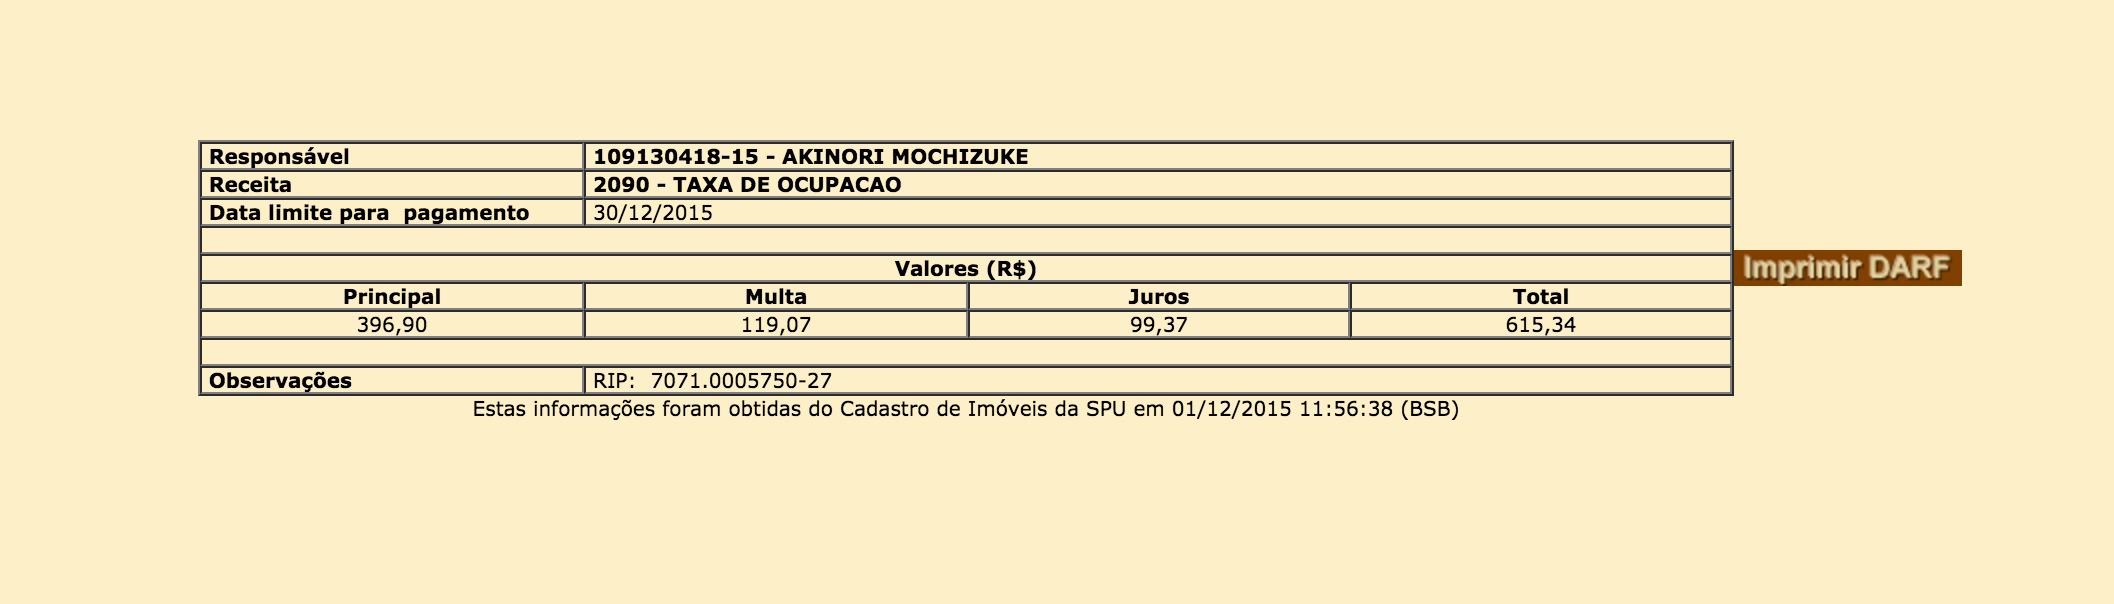 Responsável 109130418-15 - AKINORI MOCHIZUKE
Receita 2090 - TAXA DE OCUPACAO
Data limite para pagamento 30/12/2015
Valores (R$)
Imprimir DARF
Principal Multa Juros Total
396,90 119,07 99,37 615,34
Observações RIP: 7071.0005750-27
Estas informações foram obtidas do Cadastro de Imóveis da SPU em 01/12/2015 11:56:38 (BSB)